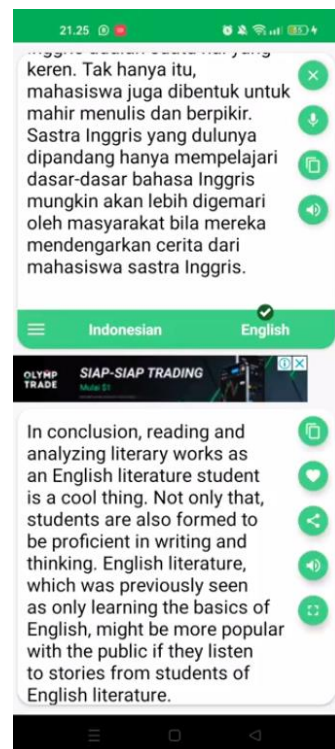 21.25
keren. Tak hanya itu,
mahasiswa juga dibentuk untuk
mahir menulis dan berpikir.
Sastra Inggris yang dulunya
dipandang hanya mempelajari
dasar-dasar bahasa Inggris
mungkin akan lebih digemari
oleh masyarakat bila mereka
mendengarkan cerita dari
mahasiswa sastra Inggris.
Indonesian English
OLYMP
TRADE
SIAP-SIAP TRADING
Mulai $1
In conclusion, reading and
analyzing literary works as
an English literature student
is a cool thing. Not only that,
students are also formed to
be proficient in writing and
thinking. English literature,
which was previously seen
as only learning the basics of
English, might be more popular
with the public if they listen
to stories from students of
English literature.